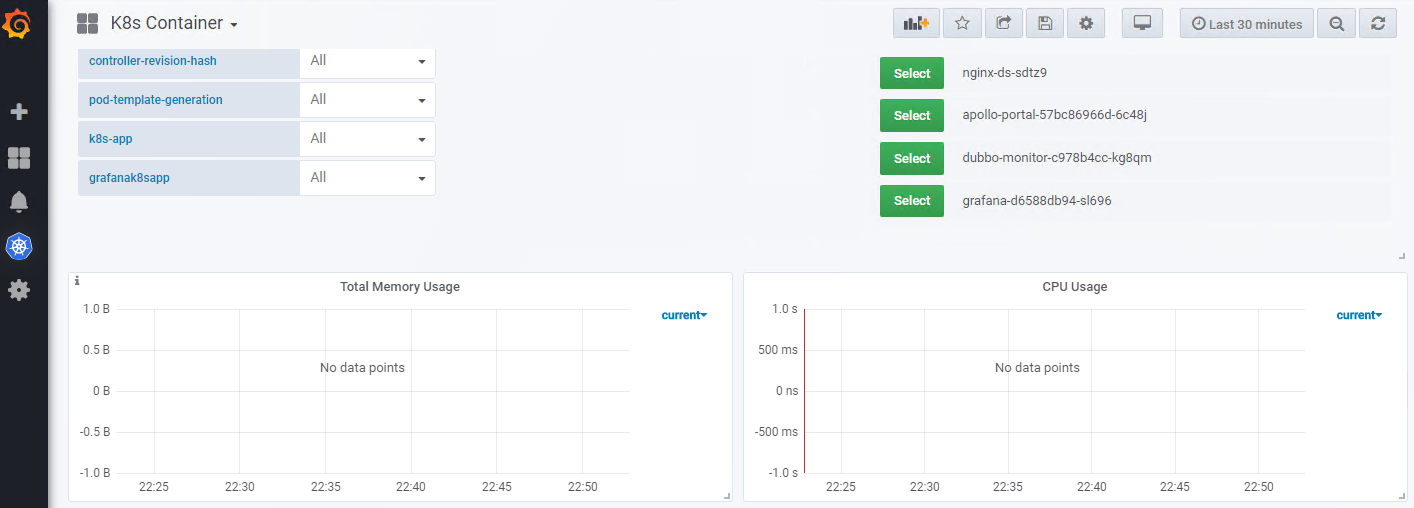 K8s Container
Last 30 minutes
controller-revision-hash All
pod-template-generation All
k8s-app All
grafanak8sapp All
Select nginx-ds-sdtz9
Select apollo-portal-57bc86966d-6c48j
Select dubbo-monitor-c978b4cc-kg8qm
Select grafana-d6588db94-sl696
i
Total Memory Usage
current
1.0 B
0.5 B
0 B
-0.5 B
-1.0 B
No data points
22:25 22:30 22:35 22:40 22:45 22:50
CPU Usage
current
1.0 s
500 ms
0 ns
-500 ms
-1.0 s
No data points
22:25 22:30 22:35 22:40 22:45 22:50